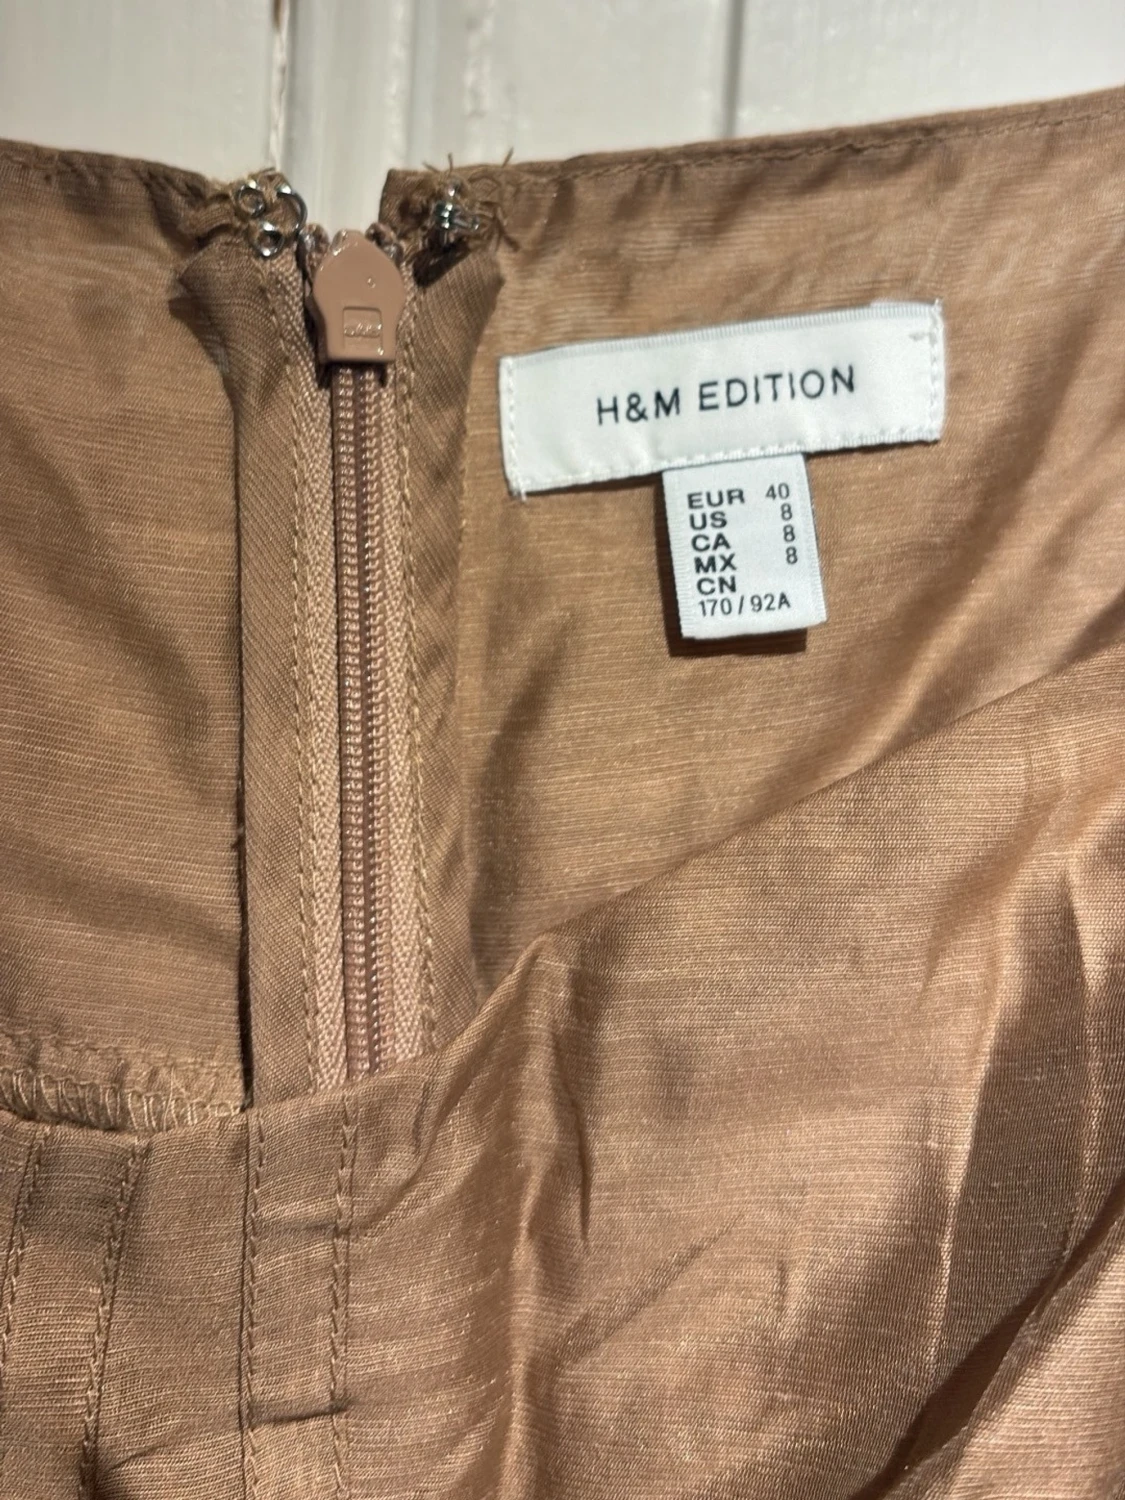 H&M EDITION
EUR 40
US 8
CA 8
MX 8
CN
170/92A